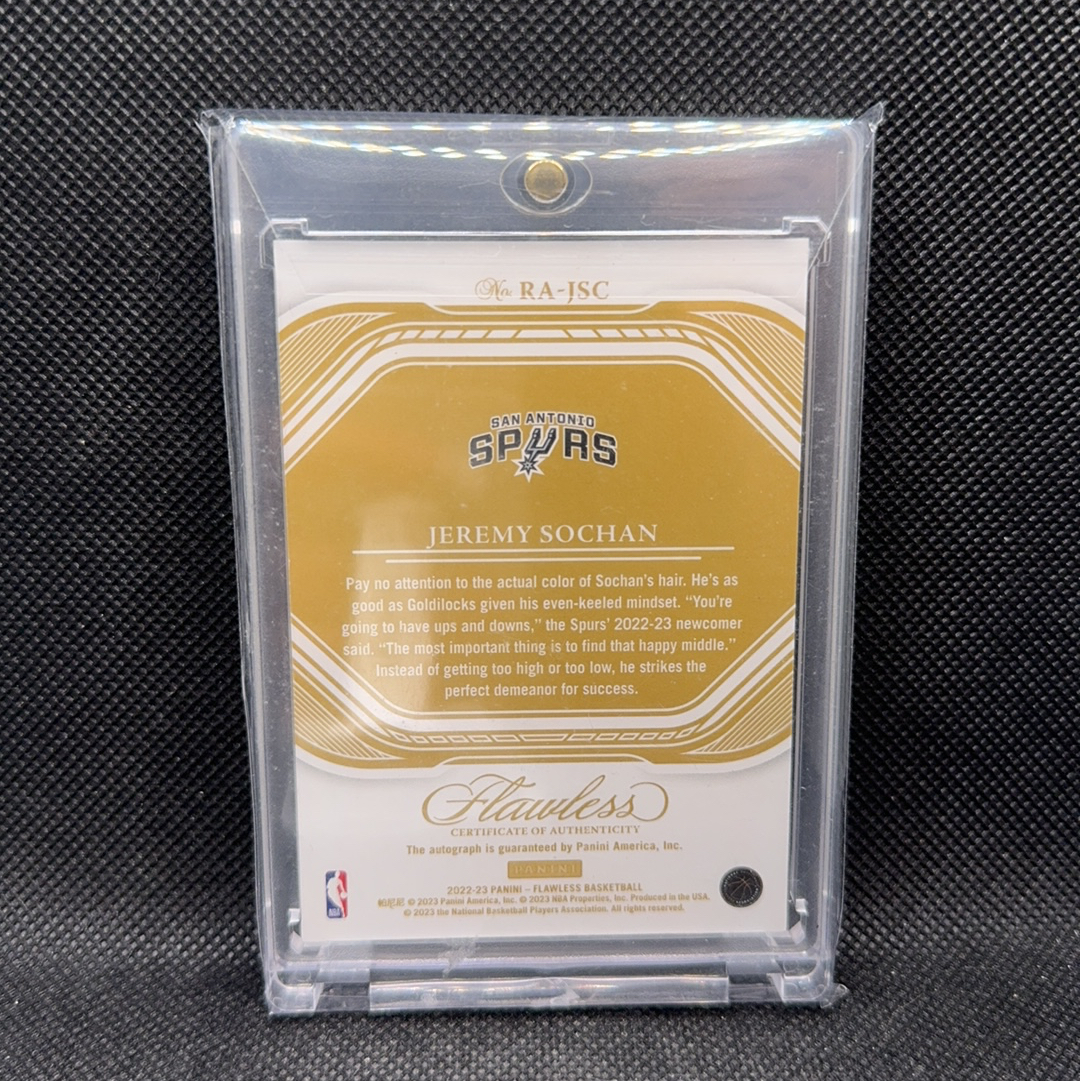 No. RA-JSC
SAN ANTONIO
SPURS
JEREMY SOCHAN
Pay no attention to the actual color of Sochan's hair. He's as
good as Goldilocks given his even-keeled mindset. “You're
going to have ups and downs,” the Spurs' 2022-23 newcomer
said. “The most important thing is to find that happy middle.”
Instead of getting too high or too low, he strikes the
perfect demeanor for success.
Flawless
CERTIFICATE OF AUTHENTICITY
The autograph is guaranteed by Panini America, Inc.
PANINI
2022-23 PANINI – FLAWLESS BASKETBALL
© 2023 Panini America, Inc. © 2023 NBA Properties, Inc. Produced in the USA.
© 2023 the National Basketball Players Association. All rights reserved.
NBA